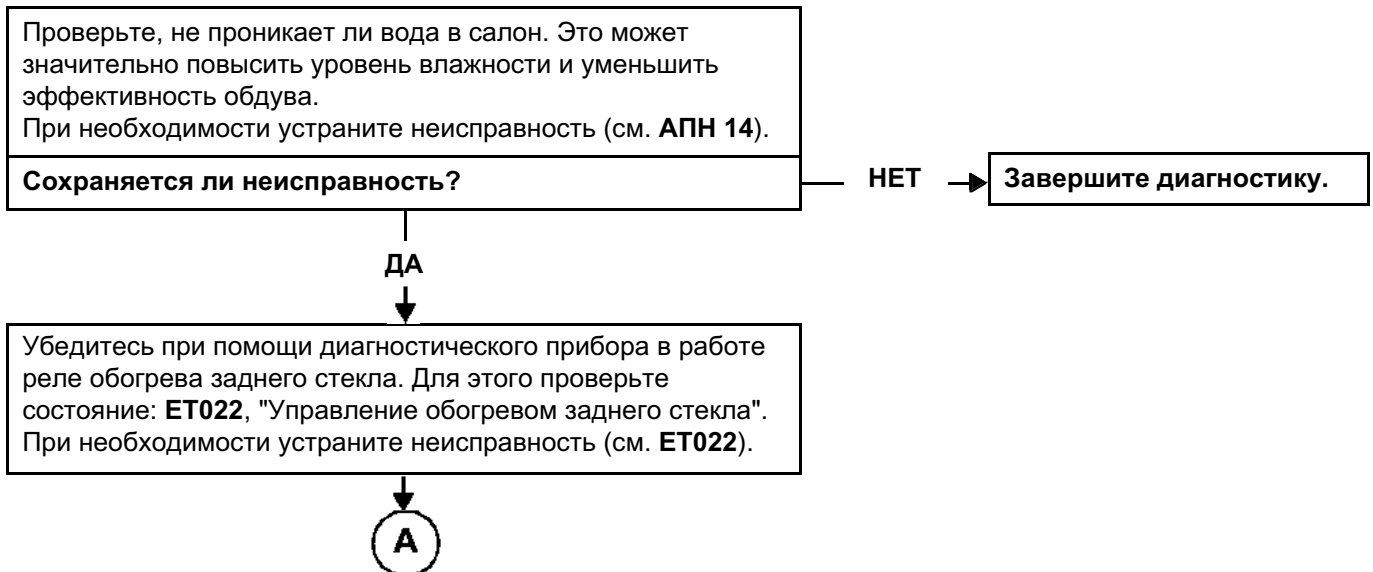 Проверьте, не проникает ли вода в салон. Это может
значительно повысить уровень влажности и уменьшить
эффективность обдува.
При необходимости устраните неисправность (см. АПН 14).
Сохраняется ли неисправность?
НЕТ
Завершите диагностику.
ДА
Убедитесь при помощи диагностического прибора в работе
реле обогрева заднего стекла. Для этого проверьте
состояние: ET022, "Управление обогревом заднего стекла".
При необходимости устраните неисправность (см. ET022).
А